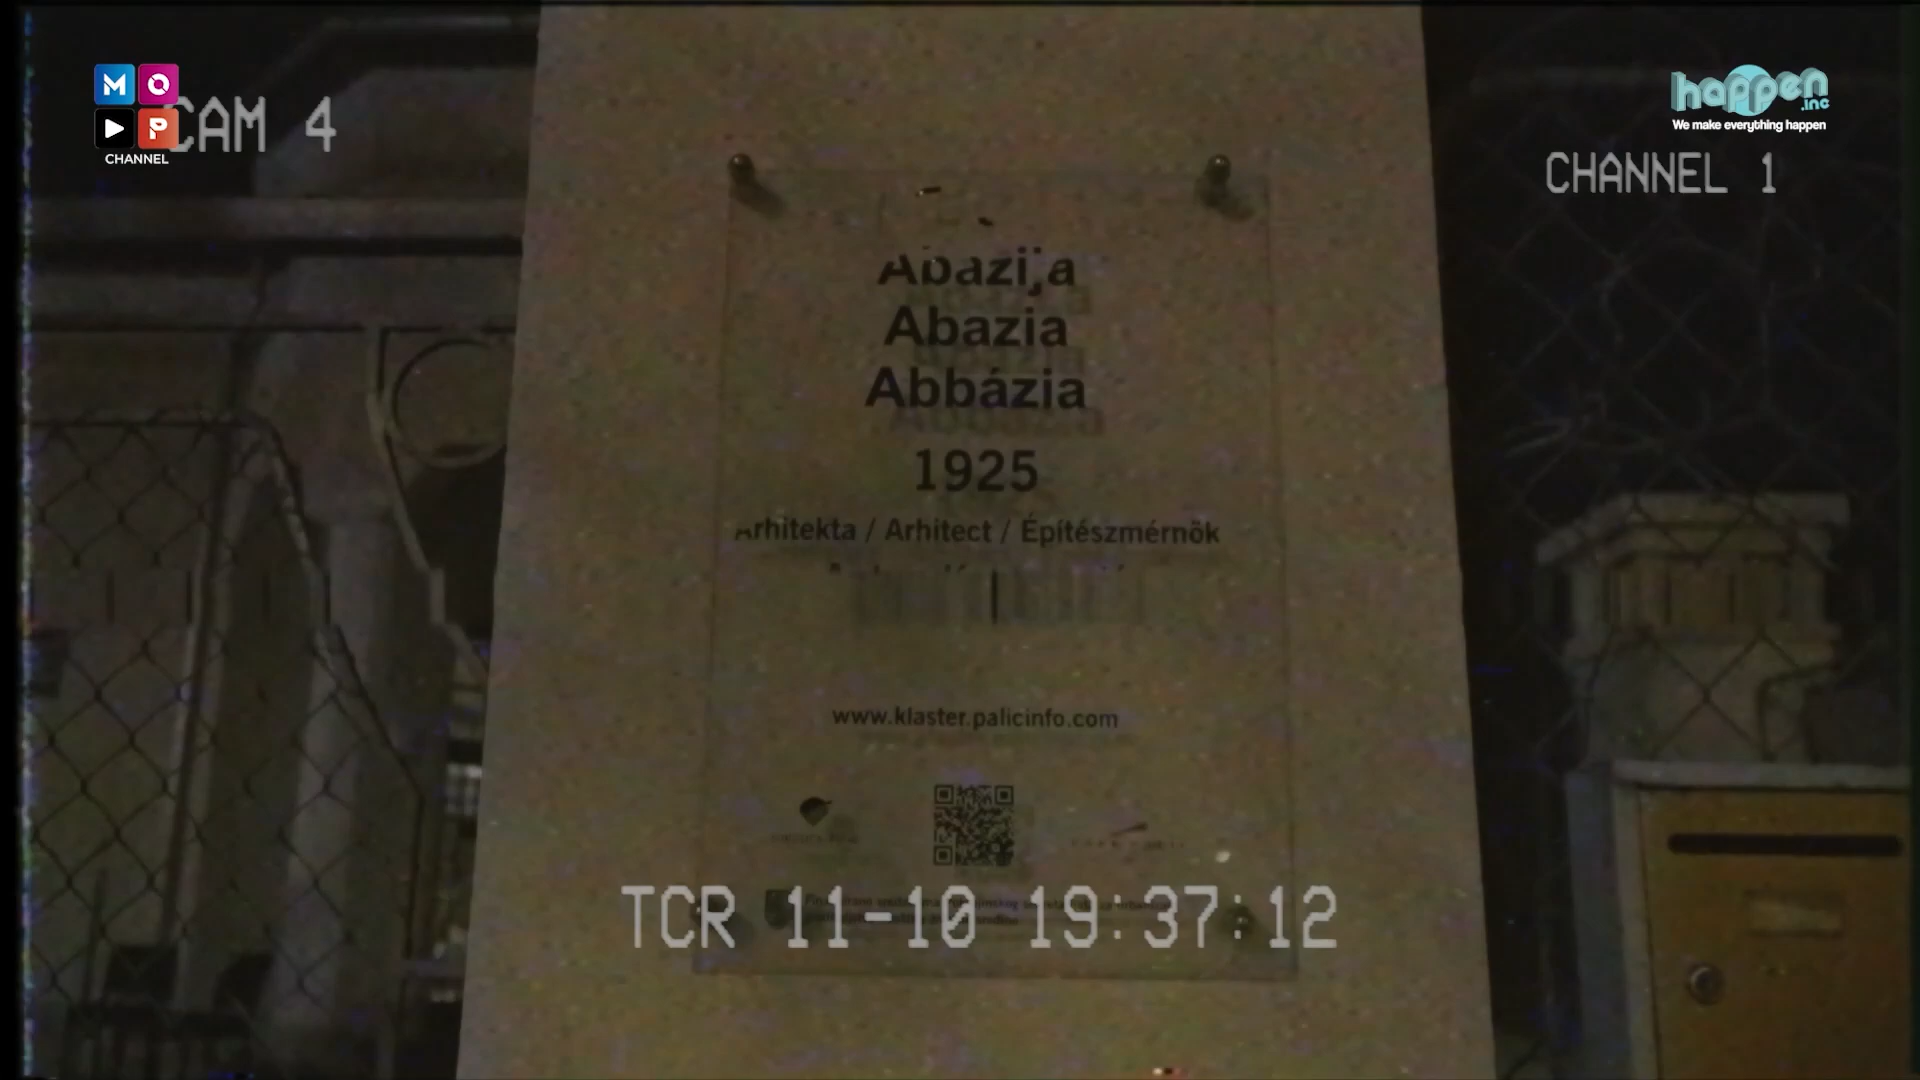 M O P
CHANNEL
CAM 4
happen.inc
We make everything happen
CHANNEL 1
Abazija
Abazia
Abbázia
1925
Arhitekta / Arhitect / Építészmérnök
www.klaster.palicinfo.com
TCR 11-10 19:37:12